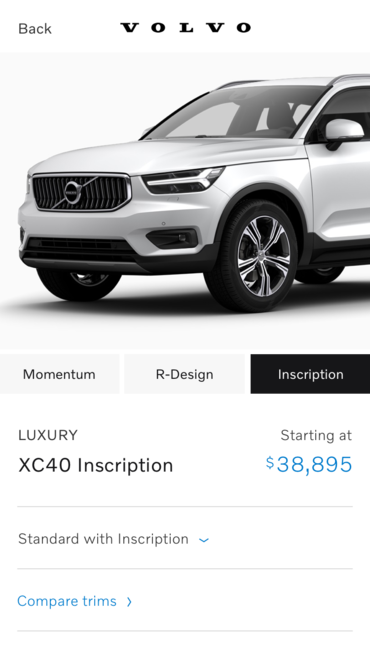 Back
VOLVO
Momentum
R-Design
Inscription
LUXURY
Starting at
XC40 Inscription
$38,895
Standard with Inscription
Compare trims